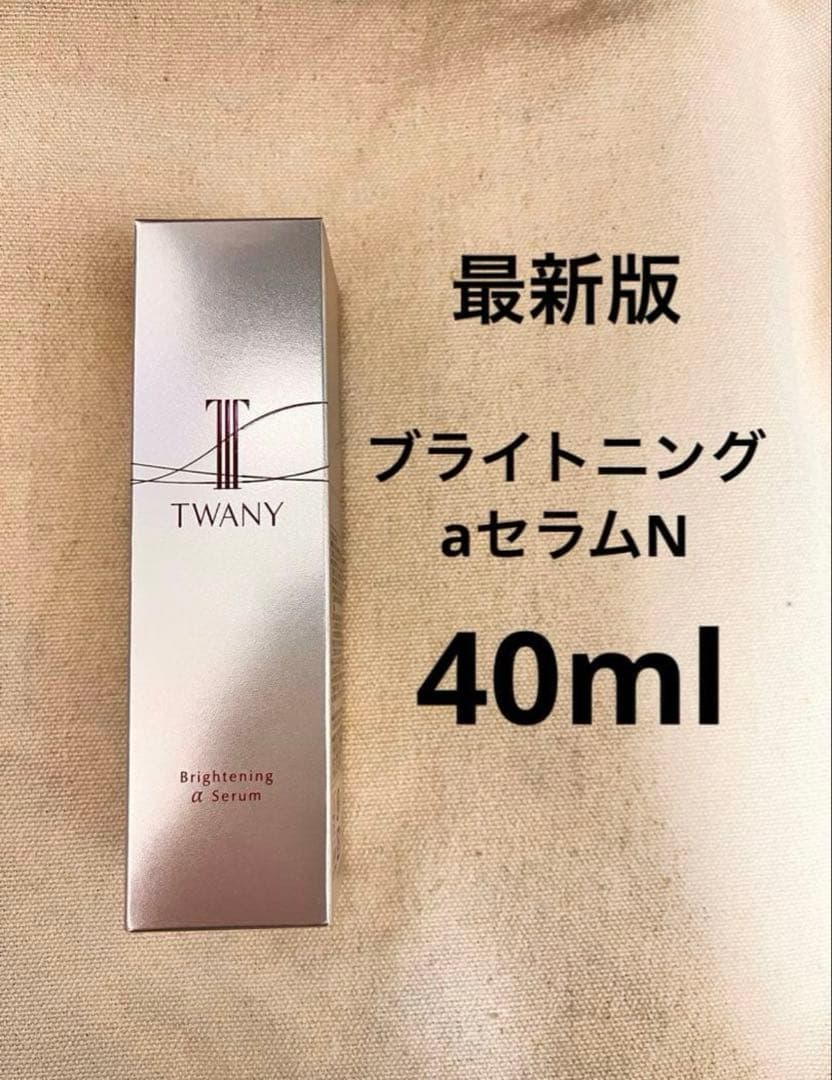 TWANY
Brightening
α Serum
最新版
ブライトニング
aセラムN
40ml